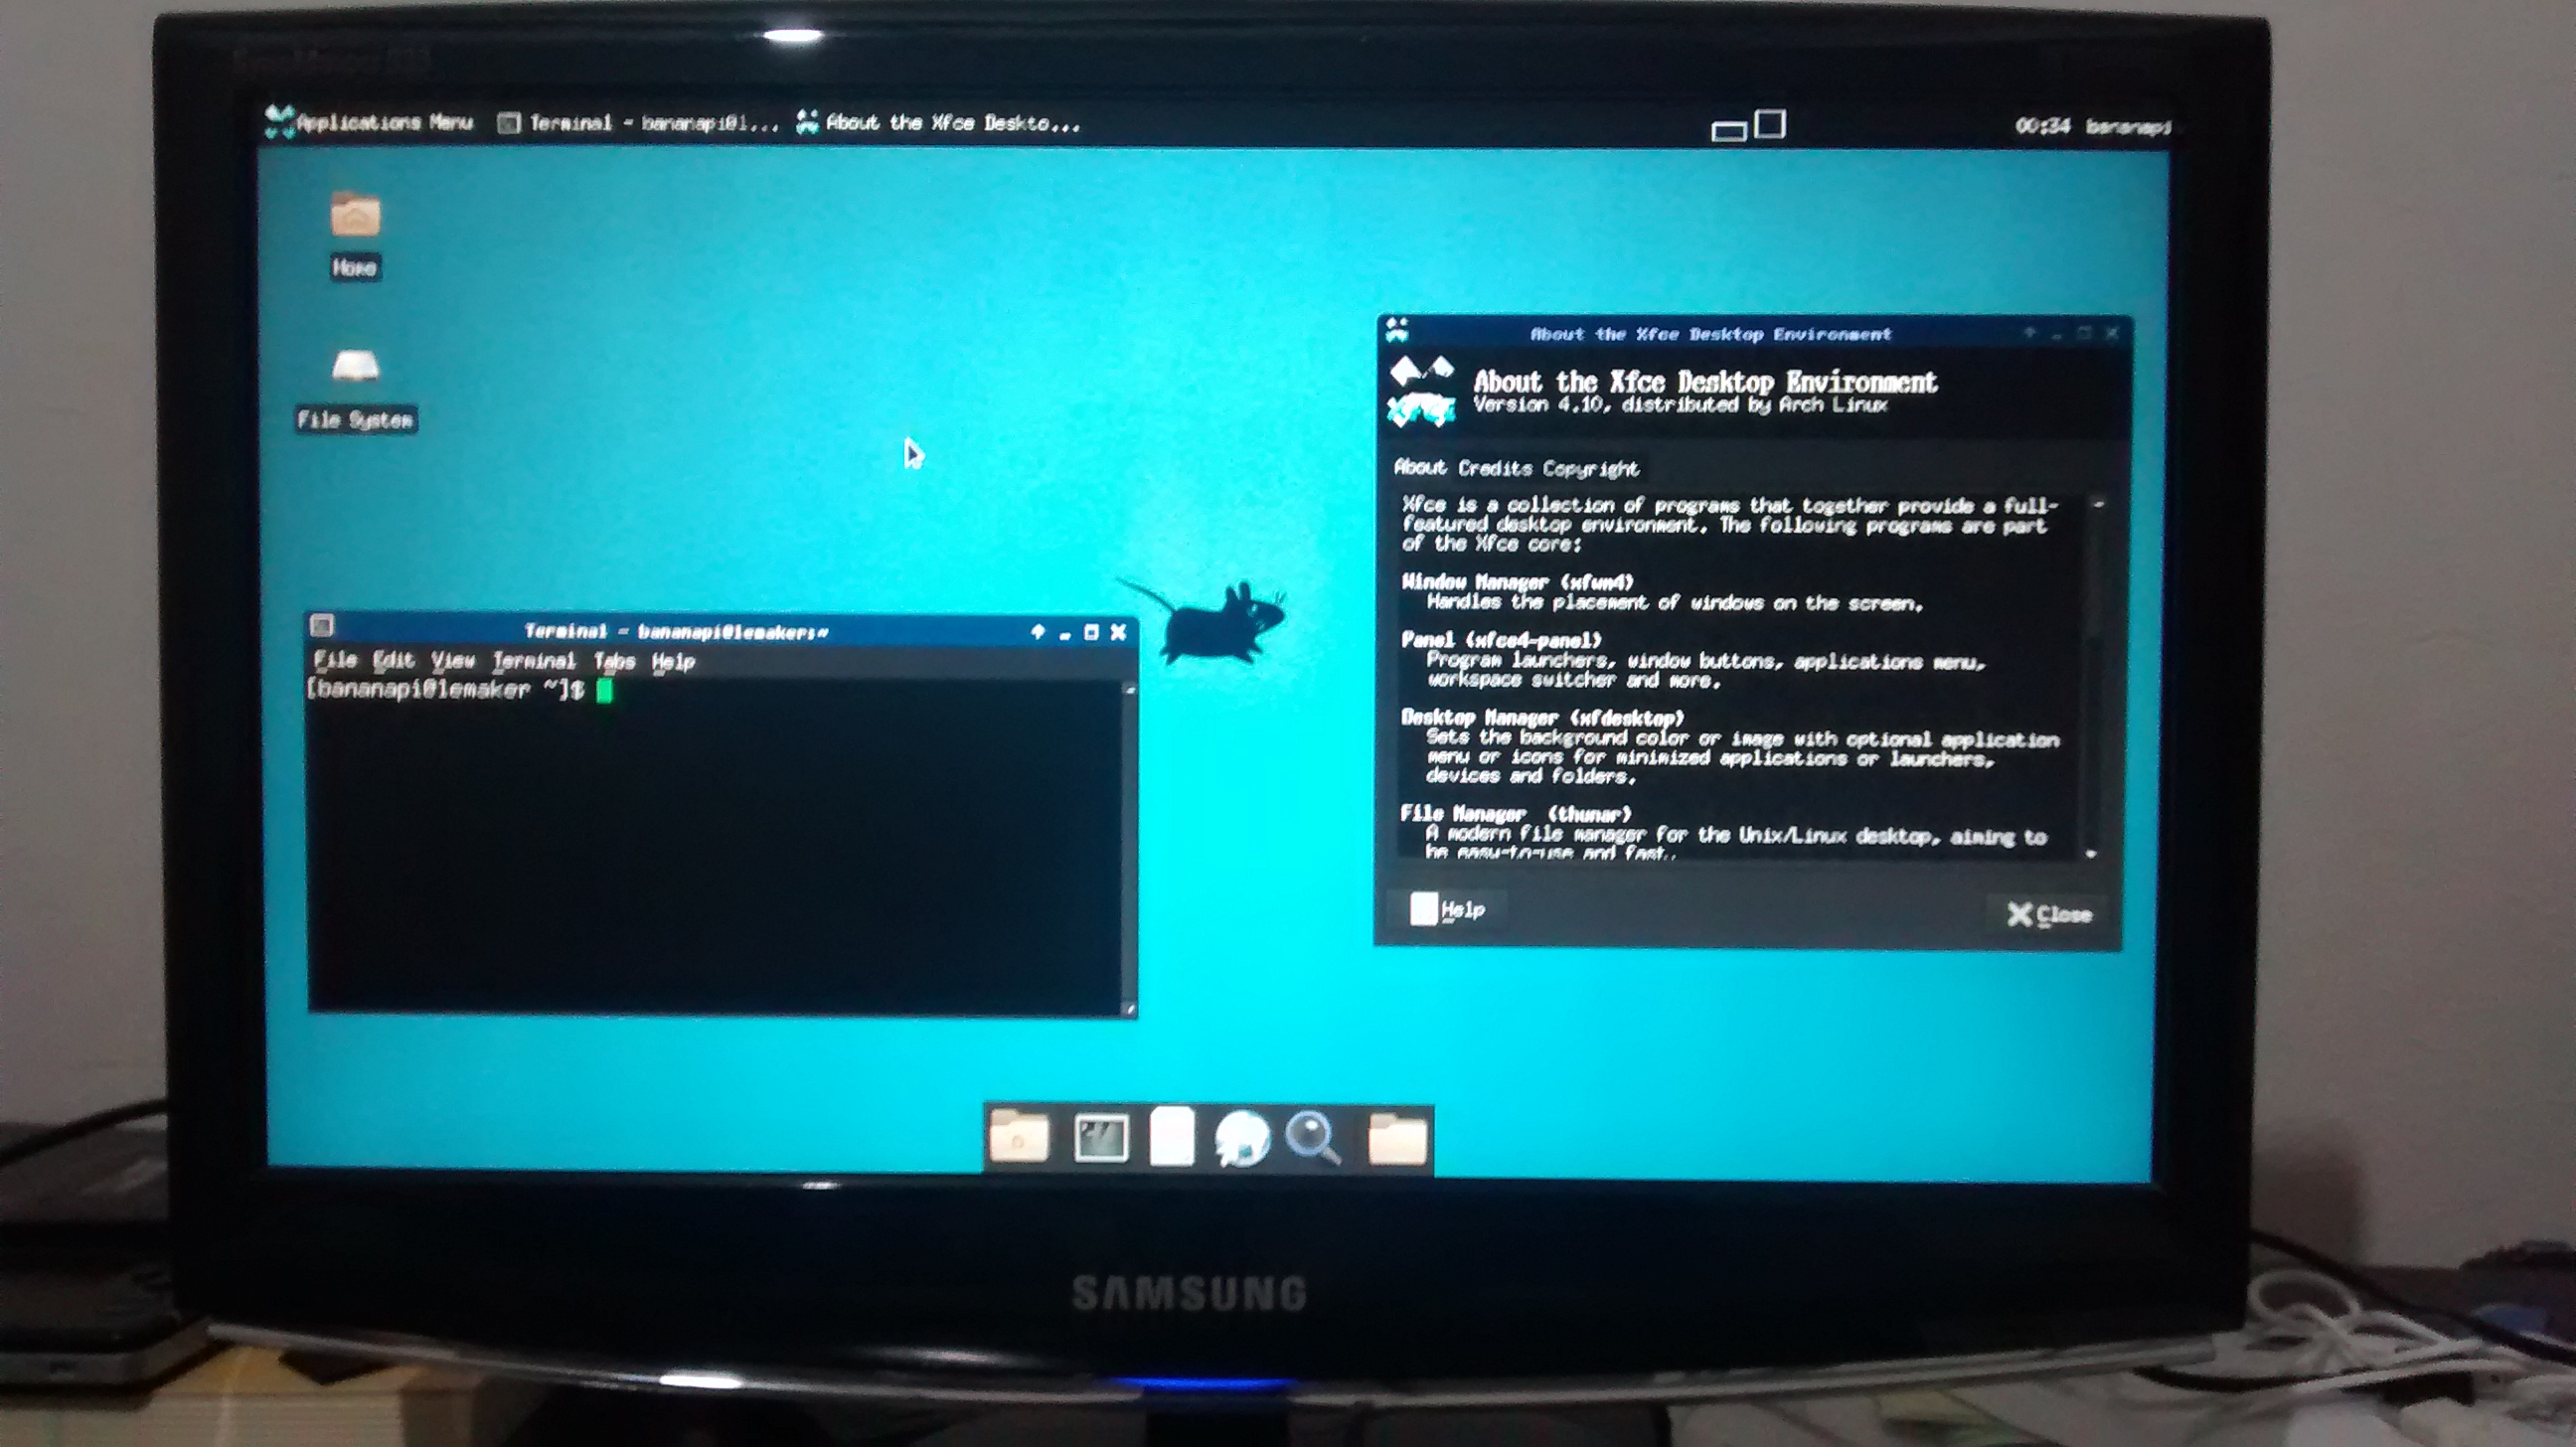 Applications Menu Terminal - bananapi@l... About the Xfce Deskto... 00:34 bananapi
Home
File System
About the Xfce Desktop Environment
About the Xfce Desktop Environment
Version 4.10, distributed by Arch Linux
About Credits Copyright
Xfce is a collection of programs that together provide a full-
featured desktop environment. The following programs are part
of the Xfce core:
Window Manager (xfwm4)
Handles the placement of windows on the screen.
Panel (xfce4-panel)
Program launchers, window buttons, applications menu,
workspace switcher and more.
Desktop Manager (xfdesktop)
Sets the background color or image with optional application
menu or icons for minimized applications or launchers,
devices and folders.
File Manager (thunar)
A modern file manager for the Unix/Linux desktop, aiming to
be easy-to-use and fast.
Help Close
Terminal - bananapi@lemaker:~
File Edit View Terminal Tabs Help
[bananapi@lemaker ~]$
SAMSUNG